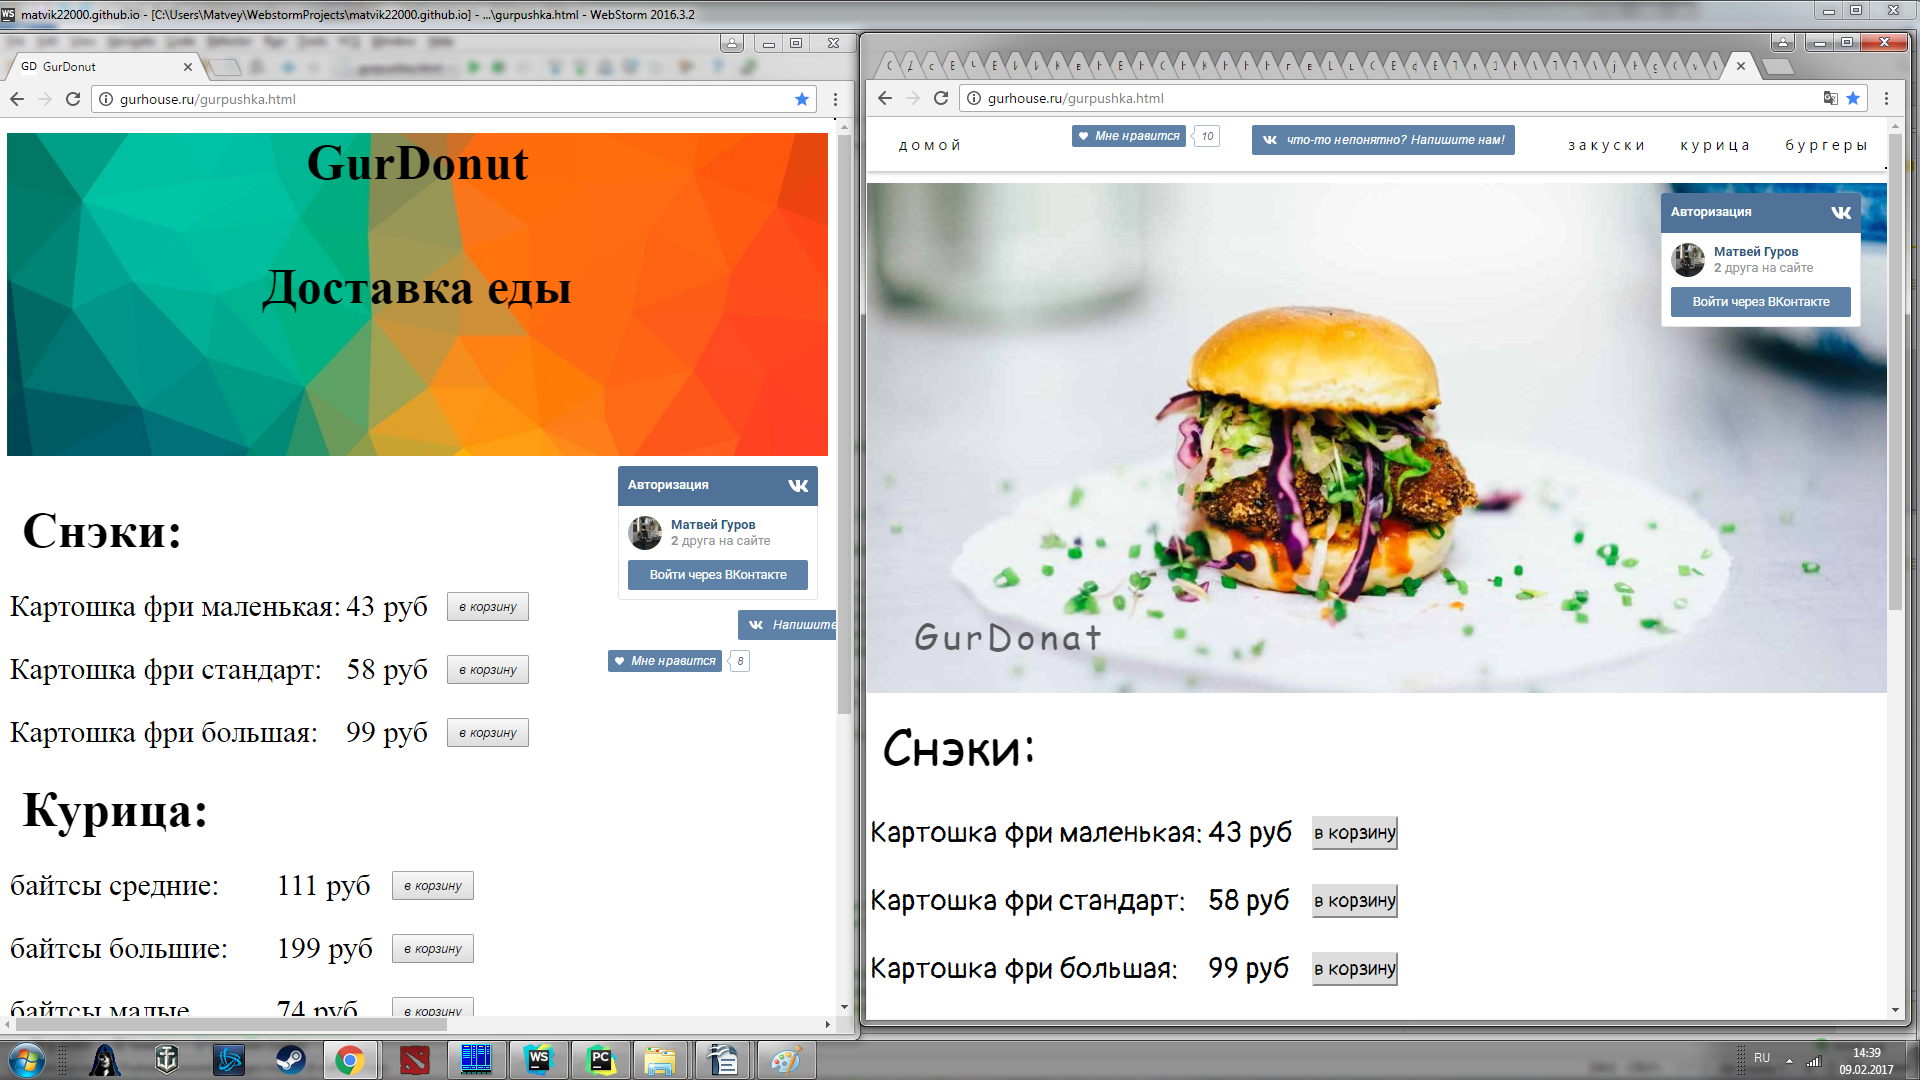 matvik22000.github.io - [C:\Users\Matvey\WebstormProjects\matvik22000.github.io] - ...\gurpushka.html - WebStorm 2016.3.2
GD GurDonut
gurhouse.ru/gurpushka.html
GurDonut
Доставка еды
Авторизация
Матвей Гуров
2 друга на сайте
Войти через ВКонтакте
Напишите
Мне нравится 8
Снэки:
Картошка фри маленькая: 43 руб в корзину
Картошка фри стандарт: 58 руб в корзину
Картошка фри большая: 99 руб в корзину
Курица:
байтсы средние: 111 руб в корзину
байтсы большие: 199 руб в корзину
байтсы малые 74 руб в корзину
gurhouse.ru/gurpushka.html
домой
Мне нравится 10
что-то непонятно? Напишите нам!
закуски курица бургеры
Авторизация
Матвей Гуров
2 друга на сайте
Войти через ВКонтакте
GurDonat
Снэки:
Картошка фри маленькая: 43 руб в корзину
Картошка фри стандарт: 58 руб в корзину
Картошка фри большая: 99 руб в корзину
WS
PC
RU
14:39
09.02.2017